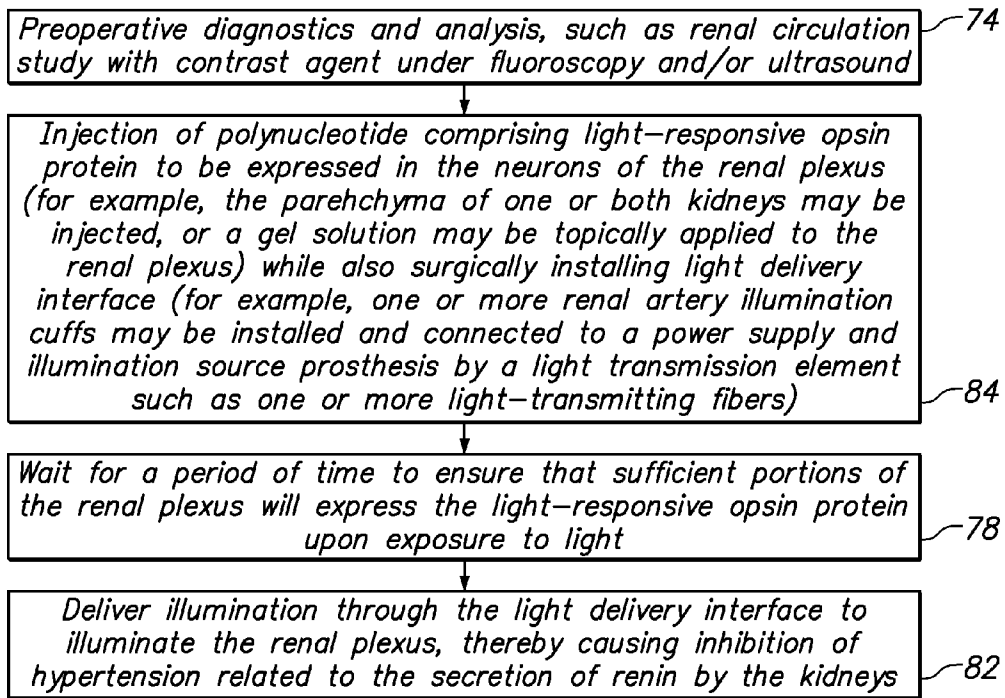 Preoperative diagnostics and analysis, such as renal circulation
study with contrast agent under fluoroscopy and/or ultrasound
74
Injection of polynucleotide comprising light-responsive opsin
protein to be expressed in the neurons of the renal plexus
(for example, the parehchyma of one or both kidneys may be
injected, or a gel solution may be topically applied to the
renal plexus) while also surgically installing light delivery
interface (for example, one or more renal artery illumination
cuffs may be installed and connected to a power supply and
illumination source prosthesis by a light transmission element
such as one or more light-transmitting fibers)
84
Wait for a period of time to ensure that sufficient portions of
the renal plexus will express the light-responsive opsin protein
upon exposure to light
78
Deliver illumination through the light delivery interface to
illuminate the renal plexus, thereby causing inhibition of
hypertension related to the secretion of renin by the kidneys
82